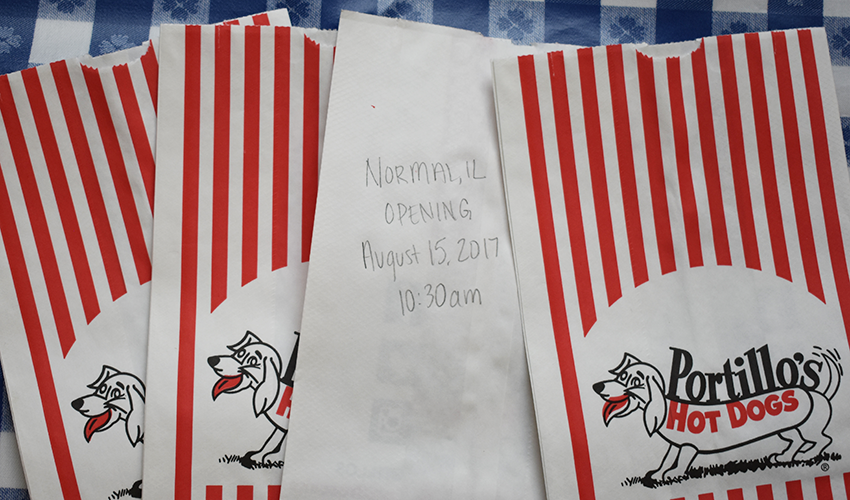 NORMAL, IL
OPENING
August 15, 2017
10:30am
Portillo's
HOT DOGS
®